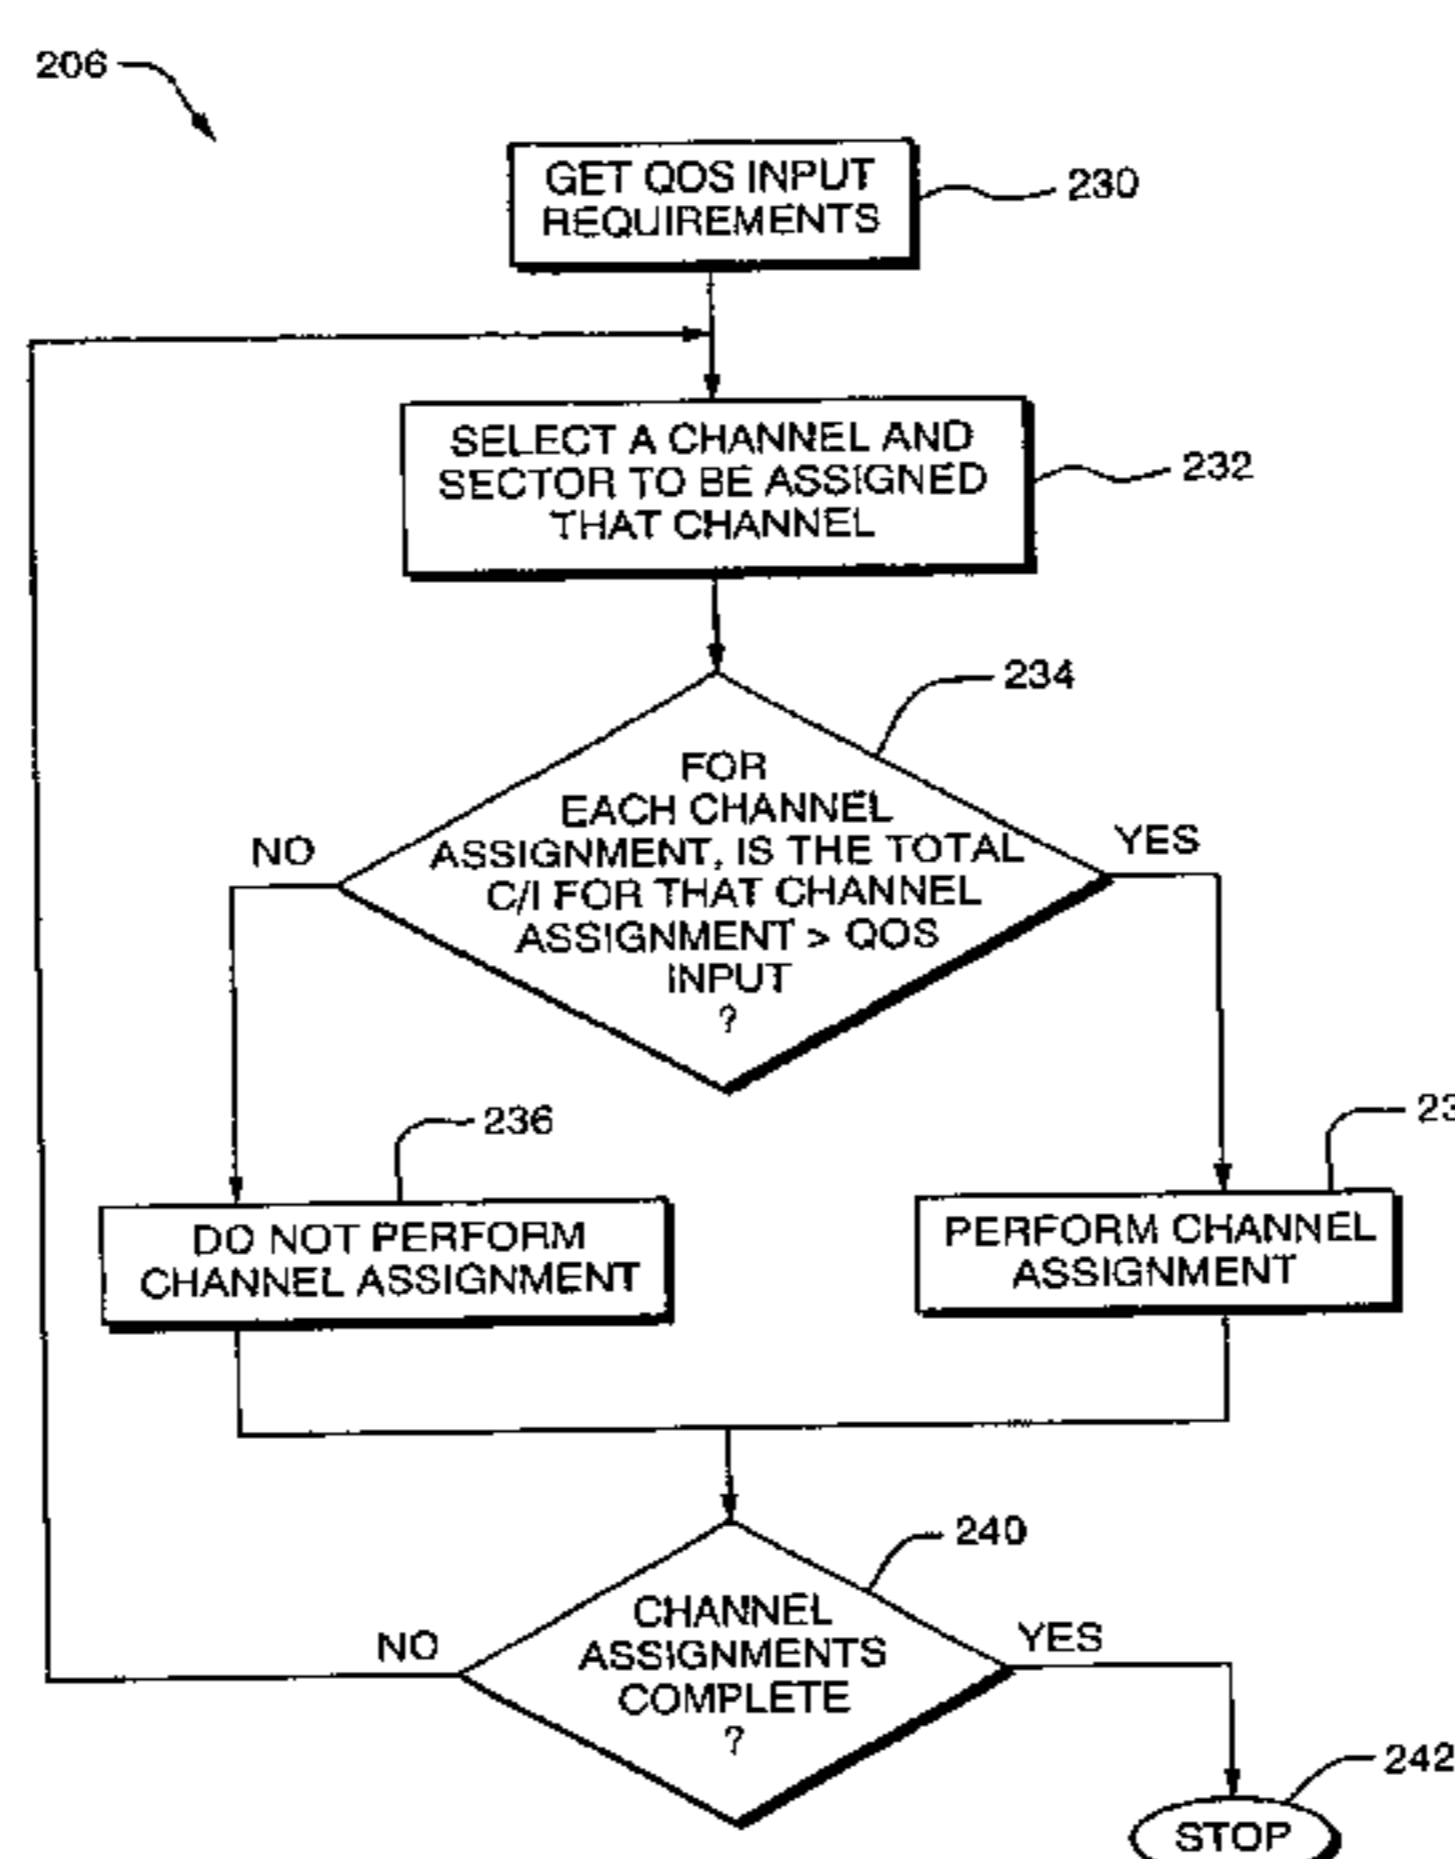 206
GET QOS INPUT
REQUIREMENTS
230
SELECT A CHANNEL AND
SECTOR TO BE ASSIGNED
THAT CHANNEL
232
234
FOR
EACH CHANNEL
ASSIGNMENT, IS THE TOTAL
C/I FOR THAT CHANNEL
ASSIGNMENT > QOS
INPUT
?
NO
YES
236
DO NOT PERFORM
CHANNEL ASSIGNMENT
23
PERFORM CHANNEL
ASSIGNMENT
240
CHANNEL
ASSIGNMENTS
COMPLETE
?
NO
YES
242
STOP